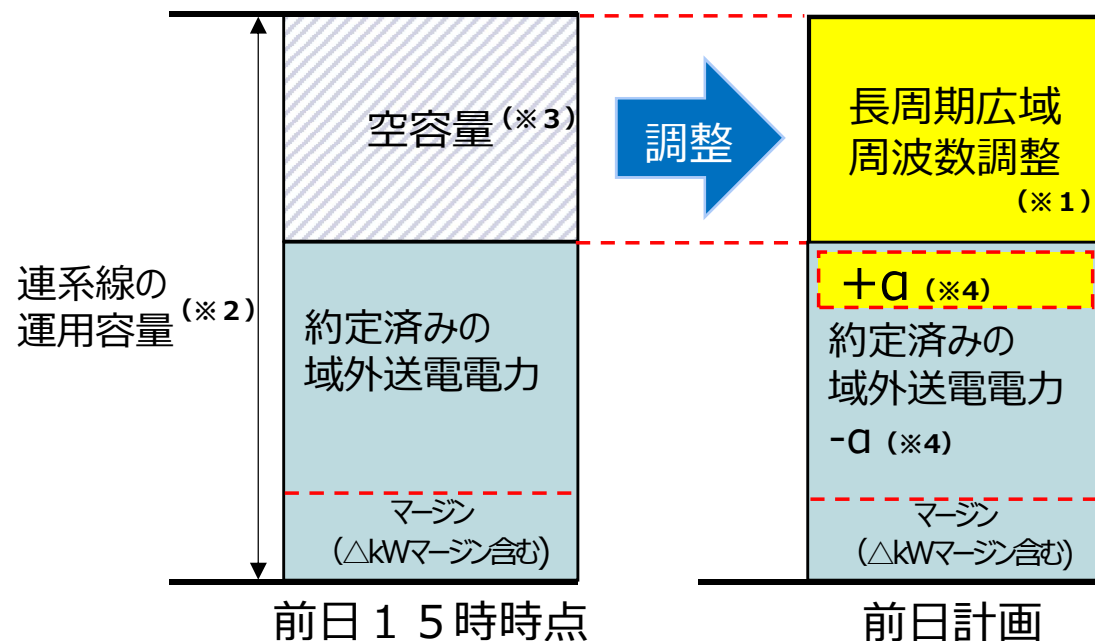 連系線の
運用容量(※2)
空容量(※3)
約定済みの
域外送電電力
マージン
(△kWマージン含む)
前日15時時点
調整
長周期広域
周波数調整
(※1)
+α(※4)
約定済みの
域外送電電力
-α(※4)
マージン
(△kWマージン含む)
前日計画